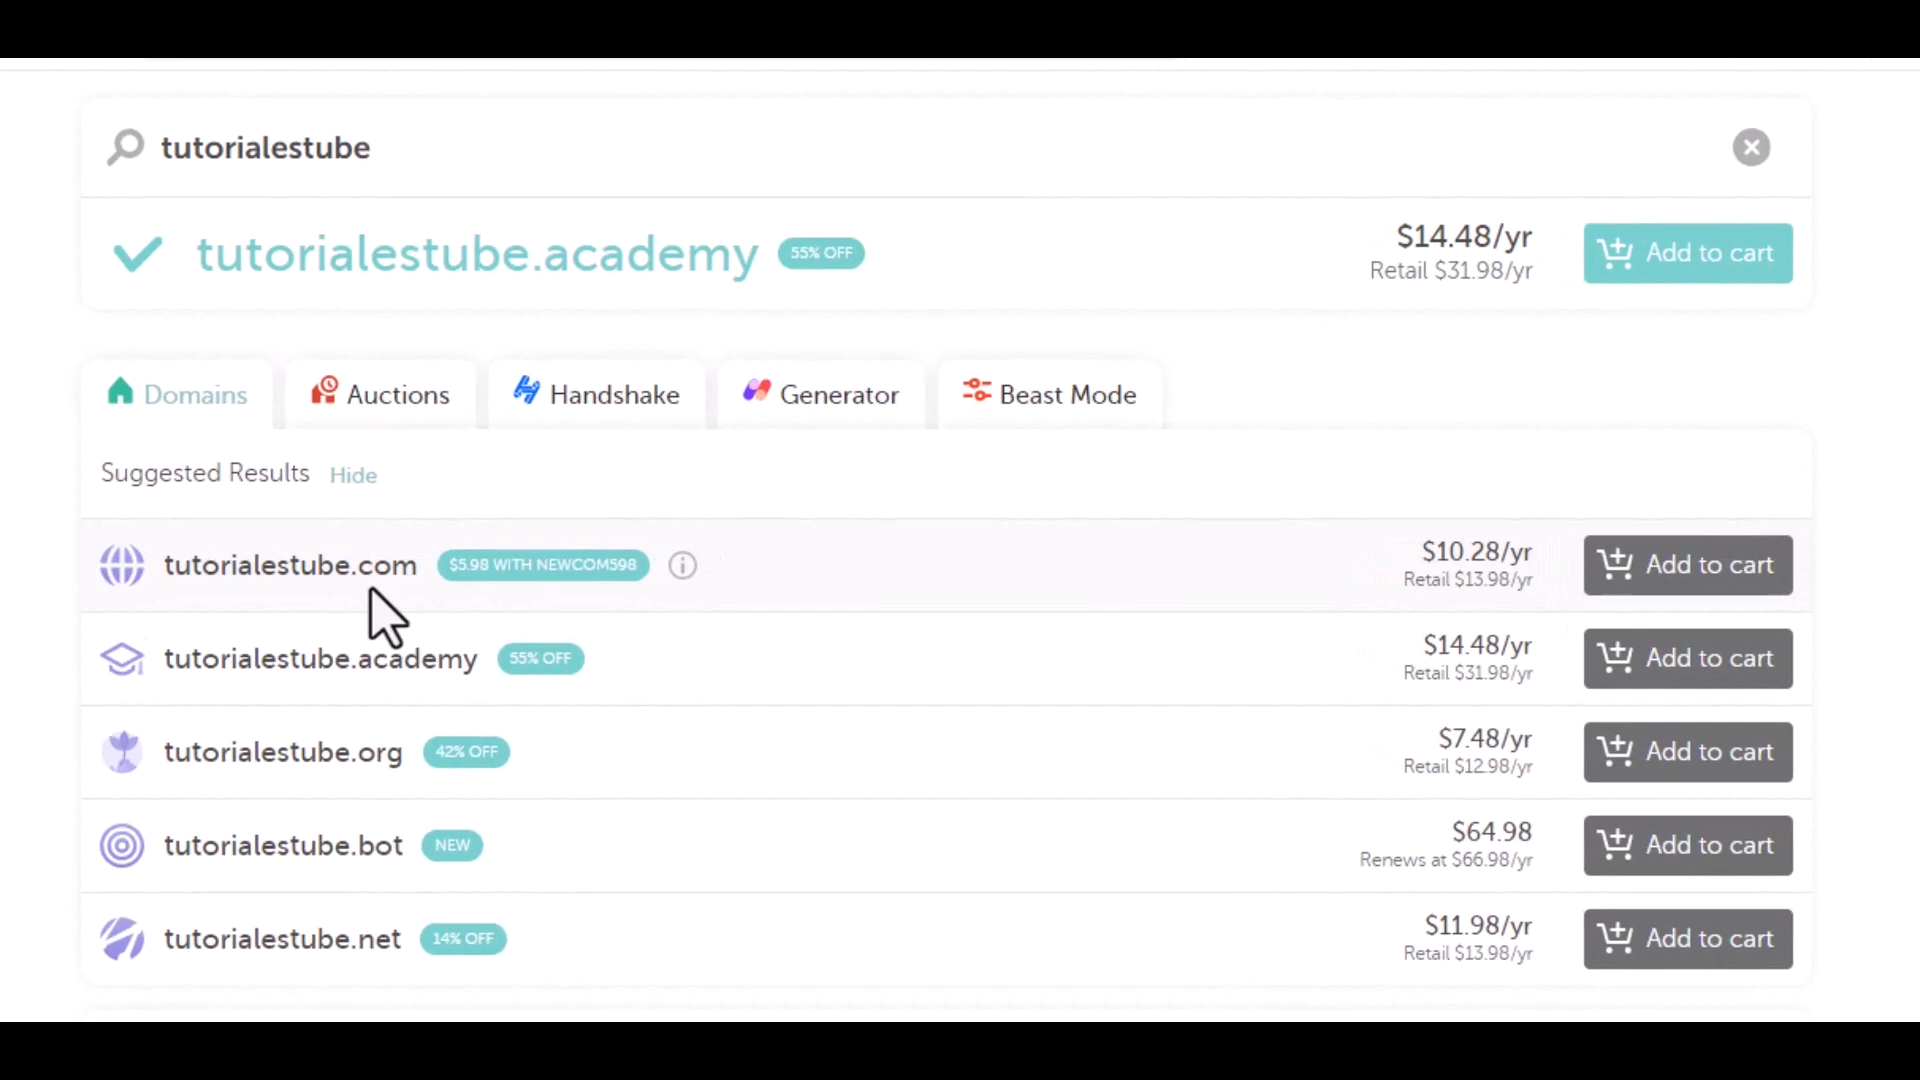 tutorialestube
tutorialestube.academy 55% OFF $14.48/yr Add to cart
Retail $31.98/yr
Domains Auctions Handshake Generator Beast Mode
Suggested Results Hide
tutorialestube.com $5.98 WITH NEWCOM598 $10.28/yr Add to cart
Retail $13.98/yr
tutorialestube.academy 55% OFF $14.48/yr Add to cart
Retail $31.98/yr
tutorialestube.org 42% OFF $7.48/yr Add to cart
Retail $12.98/yr
tutorialestube.bot NEW $64.98 Add to cart
Renews at $66.98/yr
tutorialestube.net 14% OFF $11.98/yr Add to cart
Retail $13.98/yr